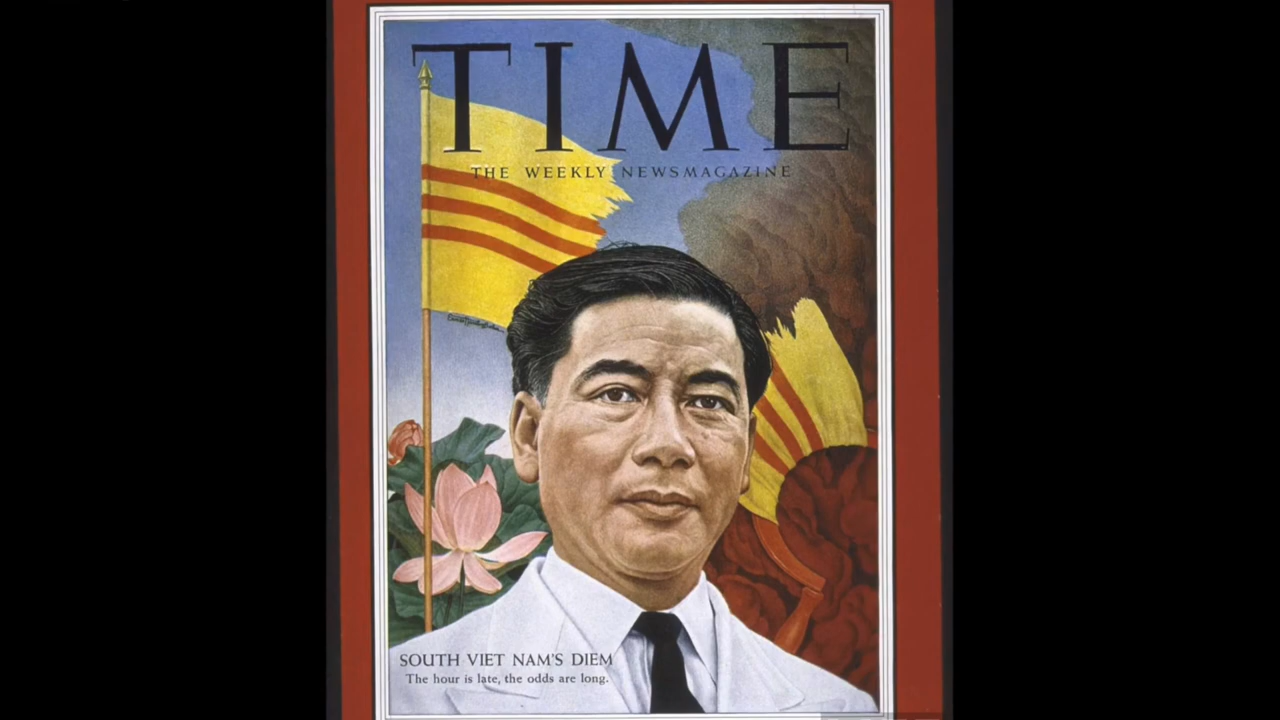 TIME
THE WEEKLY NEWSMAGAZINE
SOUTH VIET NAM'S DIEM
The hour is late, the odds are long.